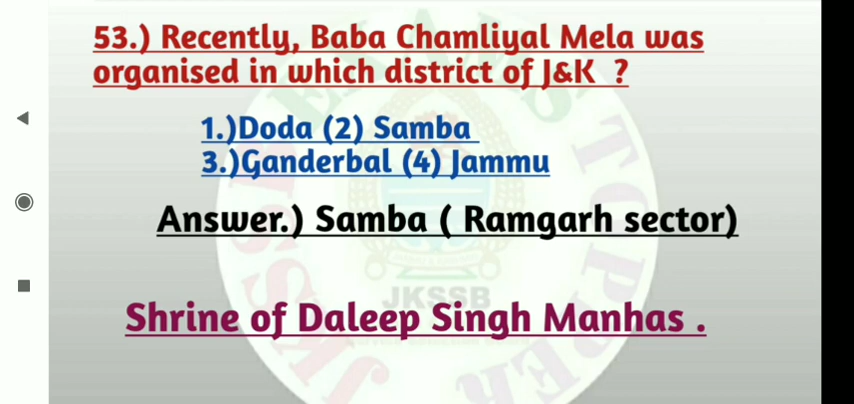 53.) Recently, Baba Chamliyal Mela was
organised in which district of J&K ?
1.)Doda (2) Samba
3.)Ganderbal (4) Jammu
Answer.) Samba ( Ramgarh sector)
JKSSB
Shrine of Daleep Singh Manhas .